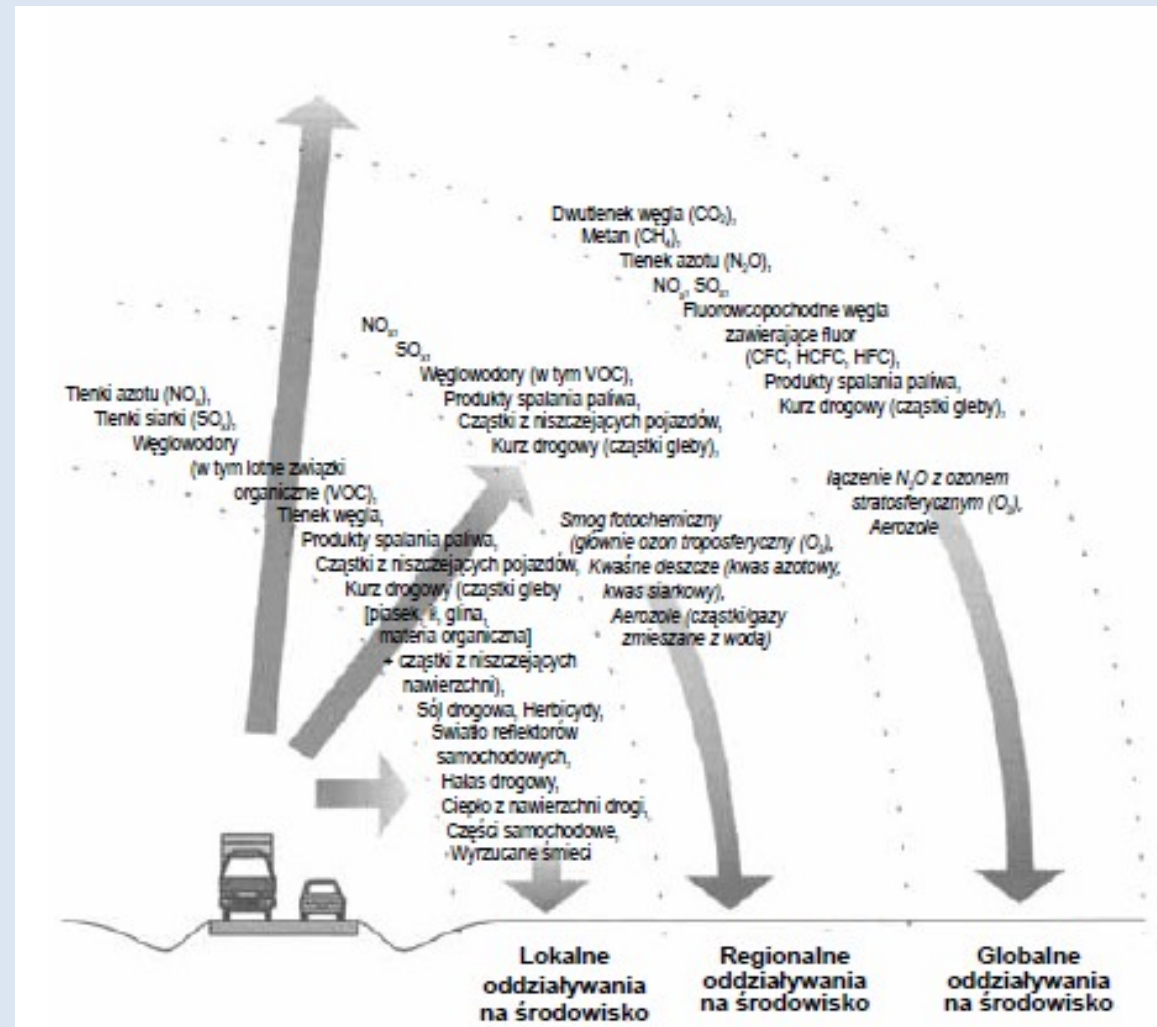 Tlenki azotu (NOₓ),
Tlenki siarki (SOₓ),
Węglowodory
(w tym lotne związki
organiczne (VOC),
Tlenek węgla,
Produkty spalania paliwa,
Cząstki z niszczejących pojazdów,
Kurz drogowy (cząstki gleby
[piasek, ił, glina,
materia organiczna]
+ cząstki z niszczejących
nawierzchni),
Sól drogowa, Herbicydy,
Światło reflektorów
samochodowych,
Hałas drogowy,
Ciepło z nawierzchni drogi,
Części samochodowe,
Wyrzucane śmieci
NOₓ,
SOₓ,
Węglowodory (w tym VOC),
Produkty spalania paliwa,
Cząstki z niszczejących pojazdów,
Kurz drogowy (cząstki gleby),
Smog fotochemiczny
(głównie ozon troposferyczny (O₃),
Kwaśne deszcze (kwas azotowy,
kwas siarkowy),
Aerozole (cząstki/gazy
zmieszane z wodą)
Dwutlenek węgla (CO₂),
Metan (CH₄),
Tlenek azotu (N₂O),
NOₓ, SOₓ,
Fluorowcopochodne węgla
zawierające fluor
(CFC, HCFC, HFC),
Produkty spalania paliwa,
Kurz drogowy (cząstki gleby),
łączenie N₂O z ozonem
stratosferycznym (O₃),
Aerozole
Lokalne
oddziaływania
na środowisko
Regionalne
oddziaływania
na środowisko
Globalne
oddziaływania
na środowisko